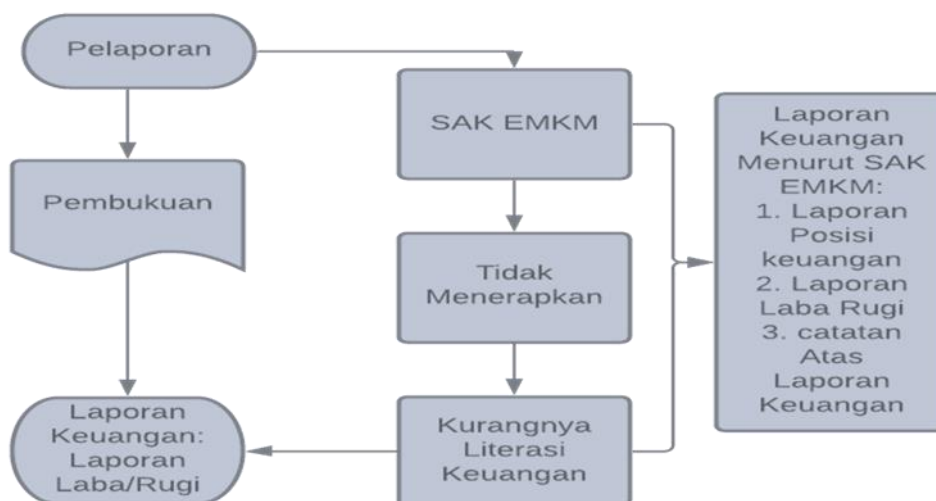 Pelaporan
SAK EMKM
Laporan
Keuangan
Menurut SAK
EMKM:
1. Laporan
Posisi
keuangan
2. Laporan
Laba Rugi
3. catatan
Atas
Laporan
Keuangan
Pembukuan
Tidak
Menerapkan
Laporan
Keuangan:
Laporan
Laba/Rugi
Kurangnya
Literasi
Keuangan